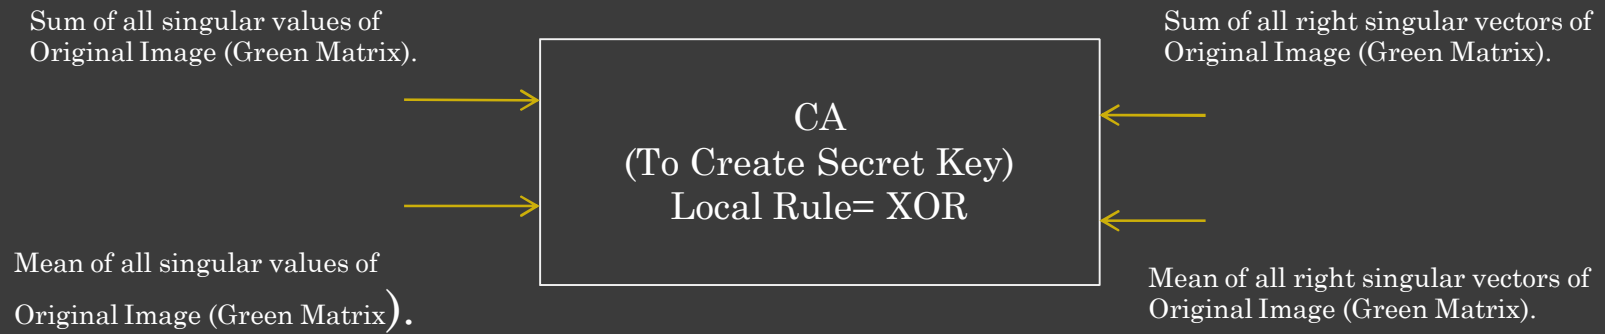 Sum of all singular values of
Original Image (Green Matrix).
Sum of all right singular vectors of
Original Image (Green Matrix).
CA
(To Create Secret Key)
Local Rule= XOR
Mean of all singular values of
Original Image (Green Matrix).
Mean of all right singular vectors of
Original Image (Green Matrix).